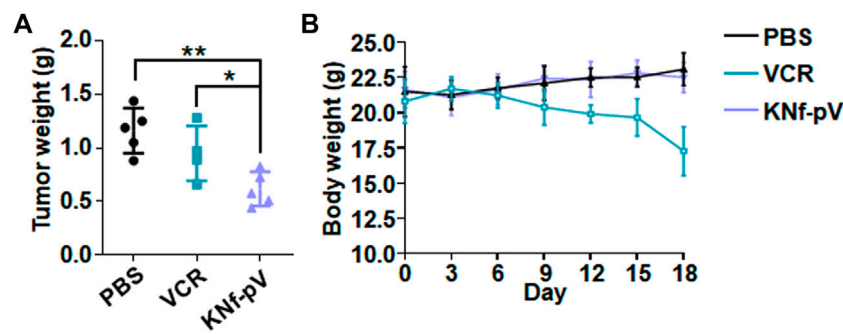 A
Tumor weight (g)
2.0
1.5
1.0
0.5
0.0
**
*
PBS
VCR
KNf-pV
B
Body weight (g)
25.0
22.5
20.0
17.5
15.0
12.5
10.0
0 3 6 9 12 15 18
Day
PBS
VCR
KNf-pV